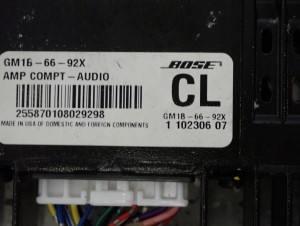 GM1B-66-92X
AMP COMPT-AUDIO
255870108029298
MADE IN USA OF DOMESTIC AND FOREIGN COMPONENTS
BOSE
CL
GM1B-66-92X
1 102306 07